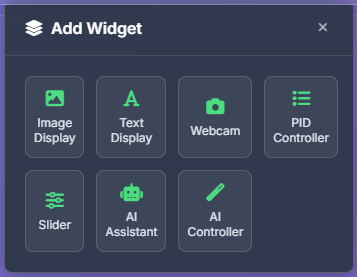 Add Widget
Image
Display
Text
Display
Webcam
PID
Controller
Slider
AI
Assistant
AI
Controller